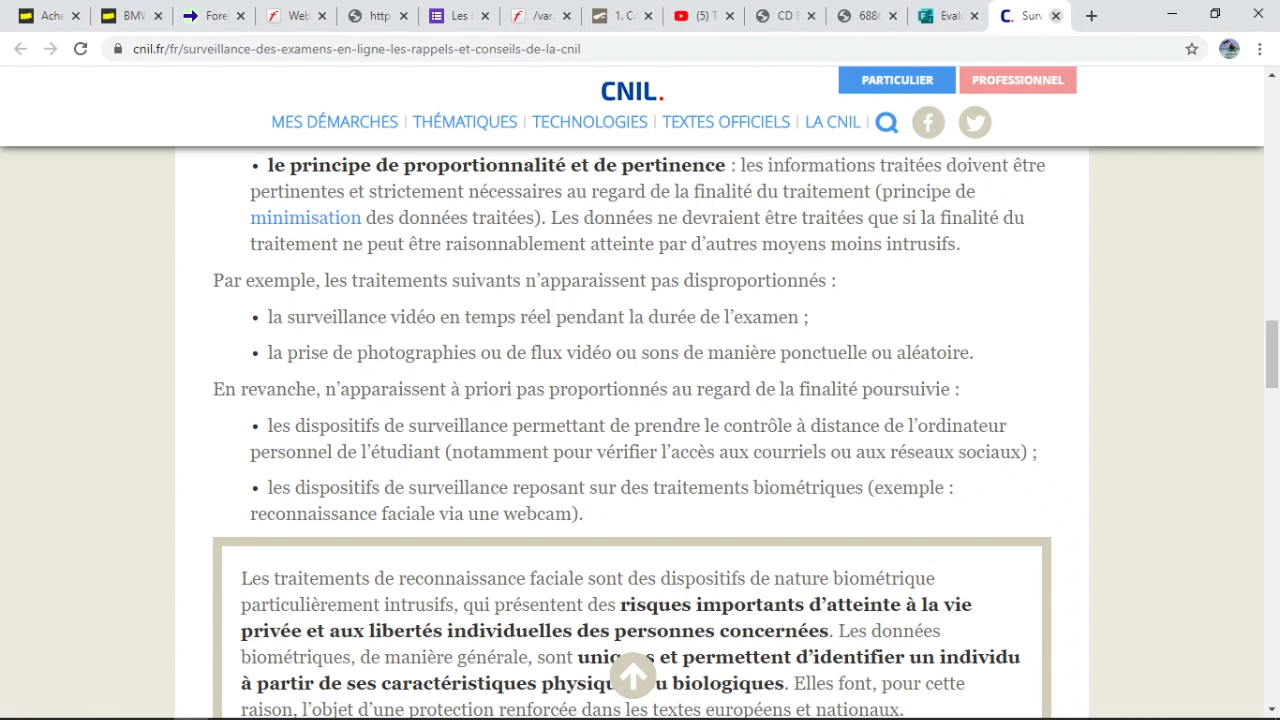 Ache
BMW
Fore
Web
http
Les
/var
1. C
(5) T
CD E
688
Evalu
Surv
cnil.fr/fr/surveillance-des-examens-en-ligne-les-rappels-et-conseils-de-la-cnil
PARTICULIER
PROFESSIONNEL
CNIL.
MES DÉMARCHES | THÉMATIQUES | TECHNOLOGIES | TEXTES OFFICIELS | LA CNIL |
• le principe de proportionnalité et de pertinence : les informations traitées doivent être
pertinentes et strictement nécessaires au regard de la finalité du traitement (principe de
minimisation des données traitées). Les données ne devraient être traitées que si la finalité du
traitement ne peut être raisonnablement atteinte par d’autres moyens moins intrusifs.
Par exemple, les traitements suivants n’apparaissent pas disproportionnés :
• la surveillance vidéo en temps réel pendant la durée de l’examen ;
• la prise de photographies ou de flux vidéo ou sons de manière ponctuelle ou aléatoire.
En revanche, n’apparaissent à priori pas proportionnés au regard de la finalité poursuivie :
• les dispositifs de surveillance permettant de prendre le contrôle à distance de l’ordinateur
personnel de l’étudiant (notamment pour vérifier l’accès aux courriels ou aux réseaux sociaux) ;
• les dispositifs de surveillance reposant sur des traitements biométriques (exemple :
reconnaissance faciale via une webcam).
Les traitements de reconnaissance faciale sont des dispositifs de nature biométrique
particulièrement intrusifs, qui présentent des risques importants d’atteinte à la vie
privée et aux libertés individuelles des personnes concernées. Les données
biométriques, de manière générale, sont uniques et permettent d’identifier un individu
à partir de ses caractéristiques physiques ou biologiques. Elles font, pour cette
raison, l’objet d’une protection renforcée dans les textes européens et nationaux.